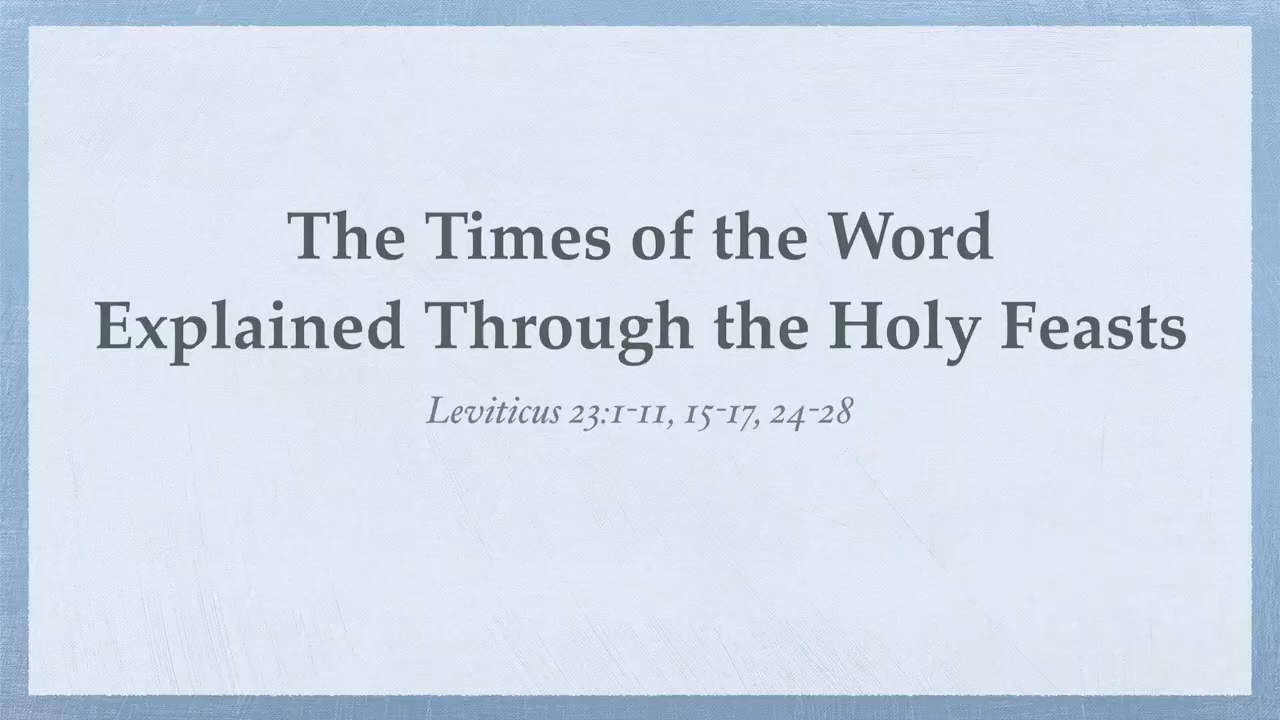 The Times of the Word
Explained Through the Holy Feasts
Leviticus 23:1-11, 15-17, 24-28